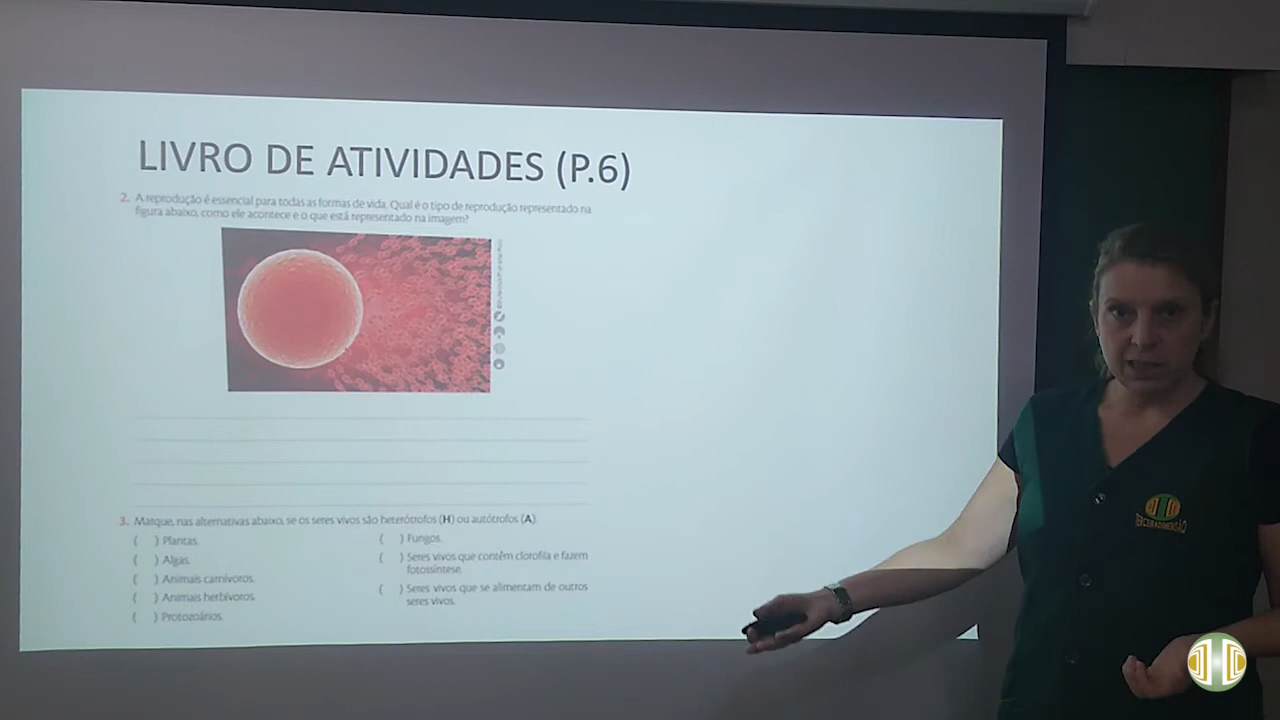 LIVRO DE ATIVIDADES (P.6)
2. A reprodução é essencial para todas as formas de vida. Qual é o tipo de reprodução representado na
figura abaixo, como ele acontece e o que está representado na imagem?
3. Marque, nas alternativas abaixo, se os seres vivos são heterótrofos (H) ou autótrofos (A).
( ) Plantas.
( ) Algas.
( ) Animais carnívoros.
( ) Animais herbívoros.
( ) Protozoários.
( ) Fungos.
( ) Seres vivos que contêm clorofila e fazem
fotossíntese.
( ) Seres vivos que se alimentam de outros
seres vivos.
TERCEIRA DIMENSÃO